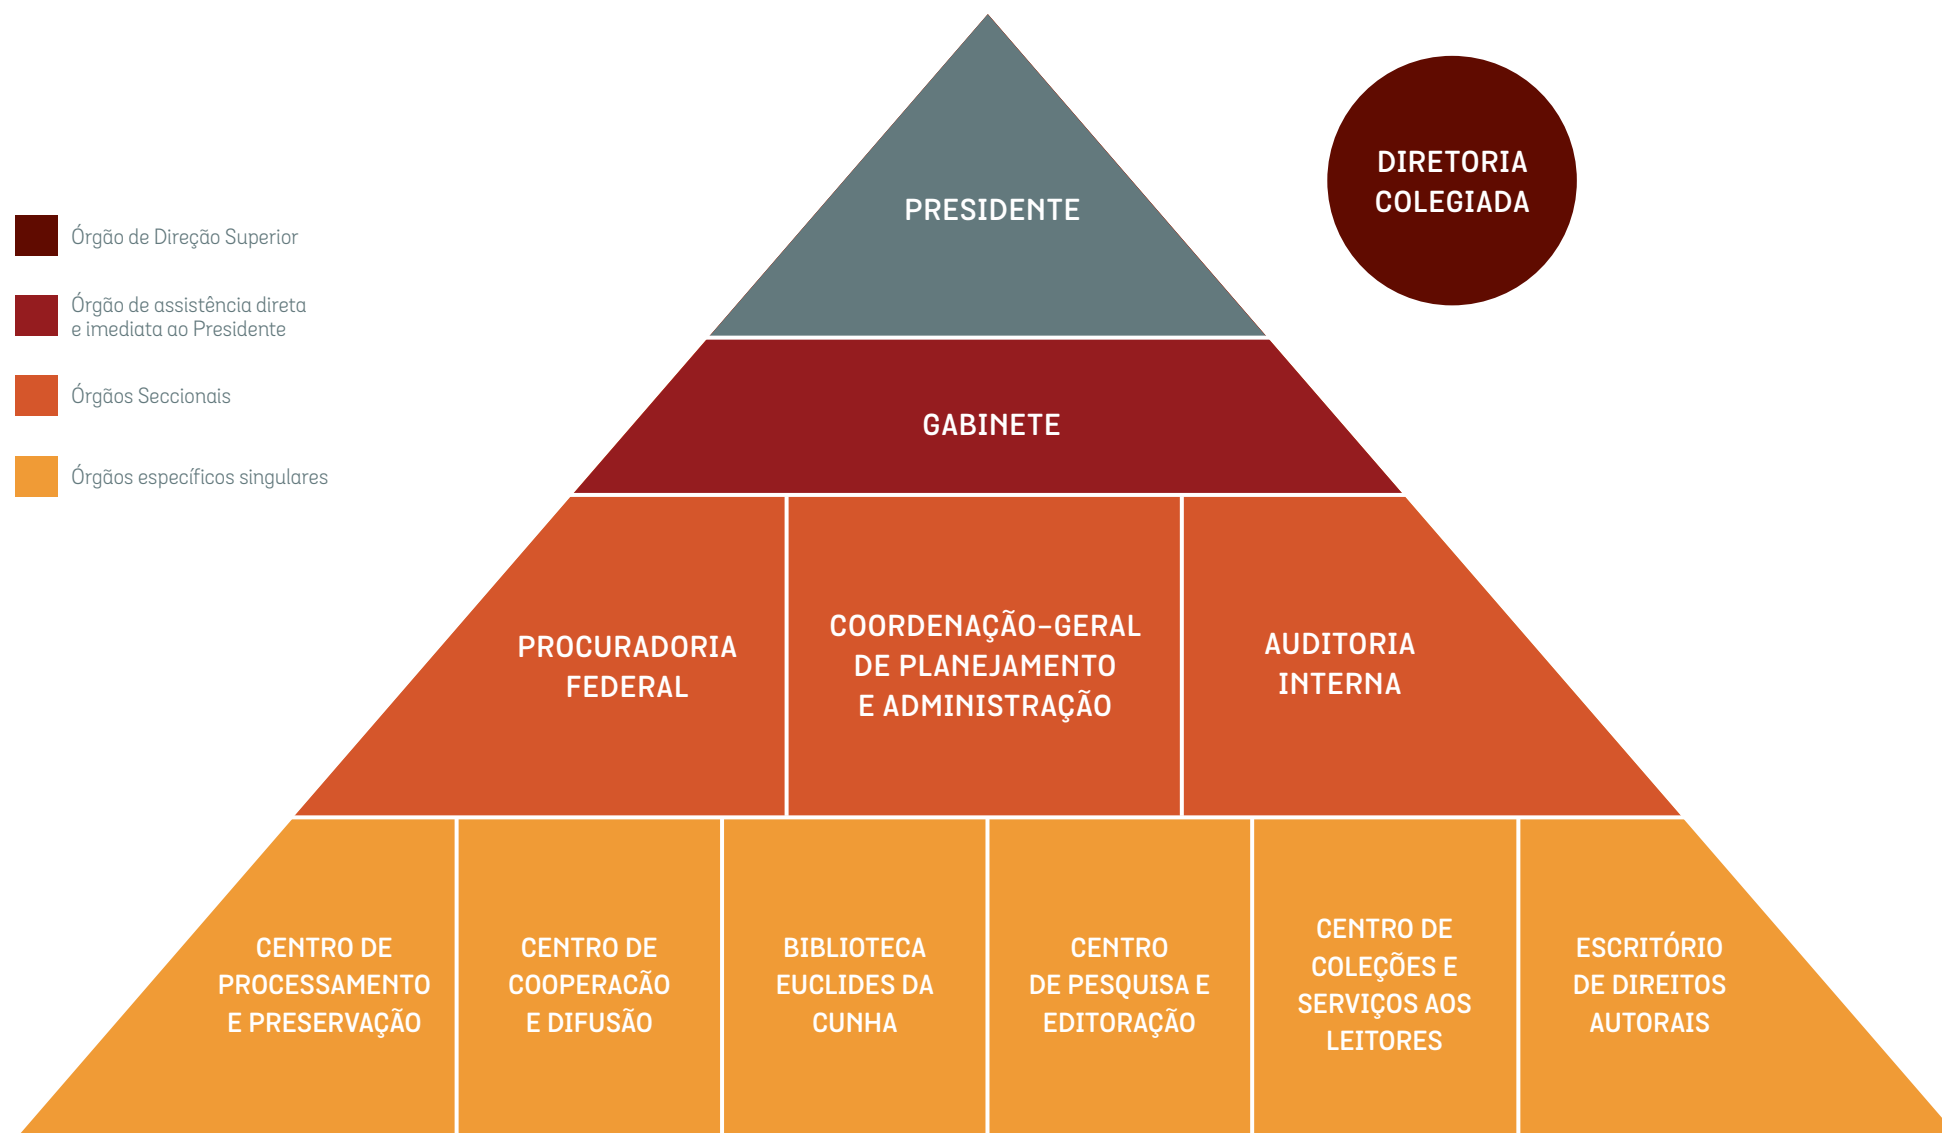 PRESIDENTE
DIRETORIA
COLEGIADA
Órgão de Direção Superior
Órgão de assistência direta
e imediata ao Presidente
Órgãos Seccionais
Órgãos específicos singulares
GABINETE
PROCURADORIA
FEDERAL
COORDENAÇÃO-GERAL
DE PLANEJAMENTO
E ADMINISTRAÇÃO
AUDITORIA
INTERNA
CENTRO DE
PROCESSAMENTO
E PRESERVAÇÃO
CENTRO DE
COOPERACÃO
E DIFUSÃO
BIBLIOTECA
EUCLIDES DA
CUNHA
CENTRO
DE PESQUISA E
EDITORAÇÃO
CENTRO DE
COLEÇÕES E
SERVIÇOS AOS
LEITORES
ESCRITÓRIO
DE DIREITOS
AUTORAIS